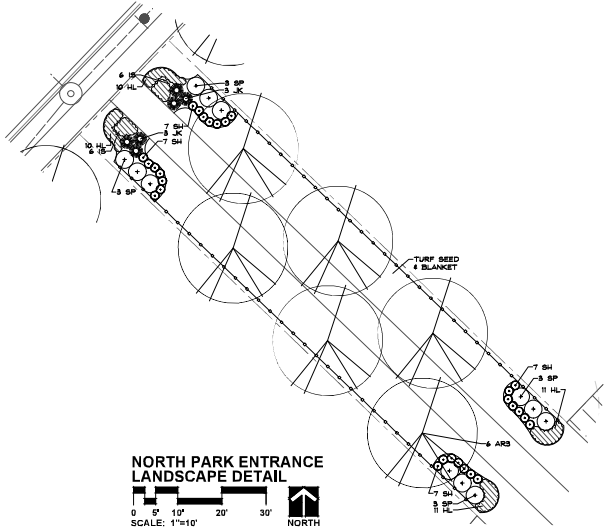 6 IS
10 HL
3 SP
3 JK
7 SH
3 JK
7 SH
10 HL
6 IS
3 SP
TURF SEED
& BLANKET
7 SH
3 SP
11 HL
6 AR3
7 SH
3 SP
11 HL
NORTH PARK ENTRANCE
LANDSCAPE DETAIL
0 5' 10' 20' 30'
SCALE: 1"=10'
NORTH